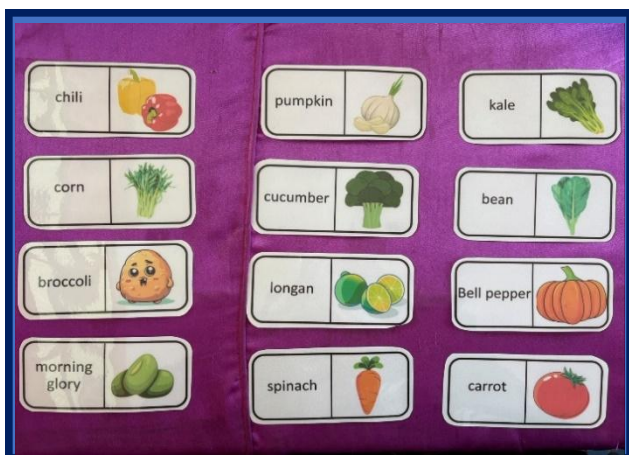 chili
pumpkin
kale
corn
cucumber
bean
broccoli
longan
Bell pepper
morning
glory
spinach
carrot